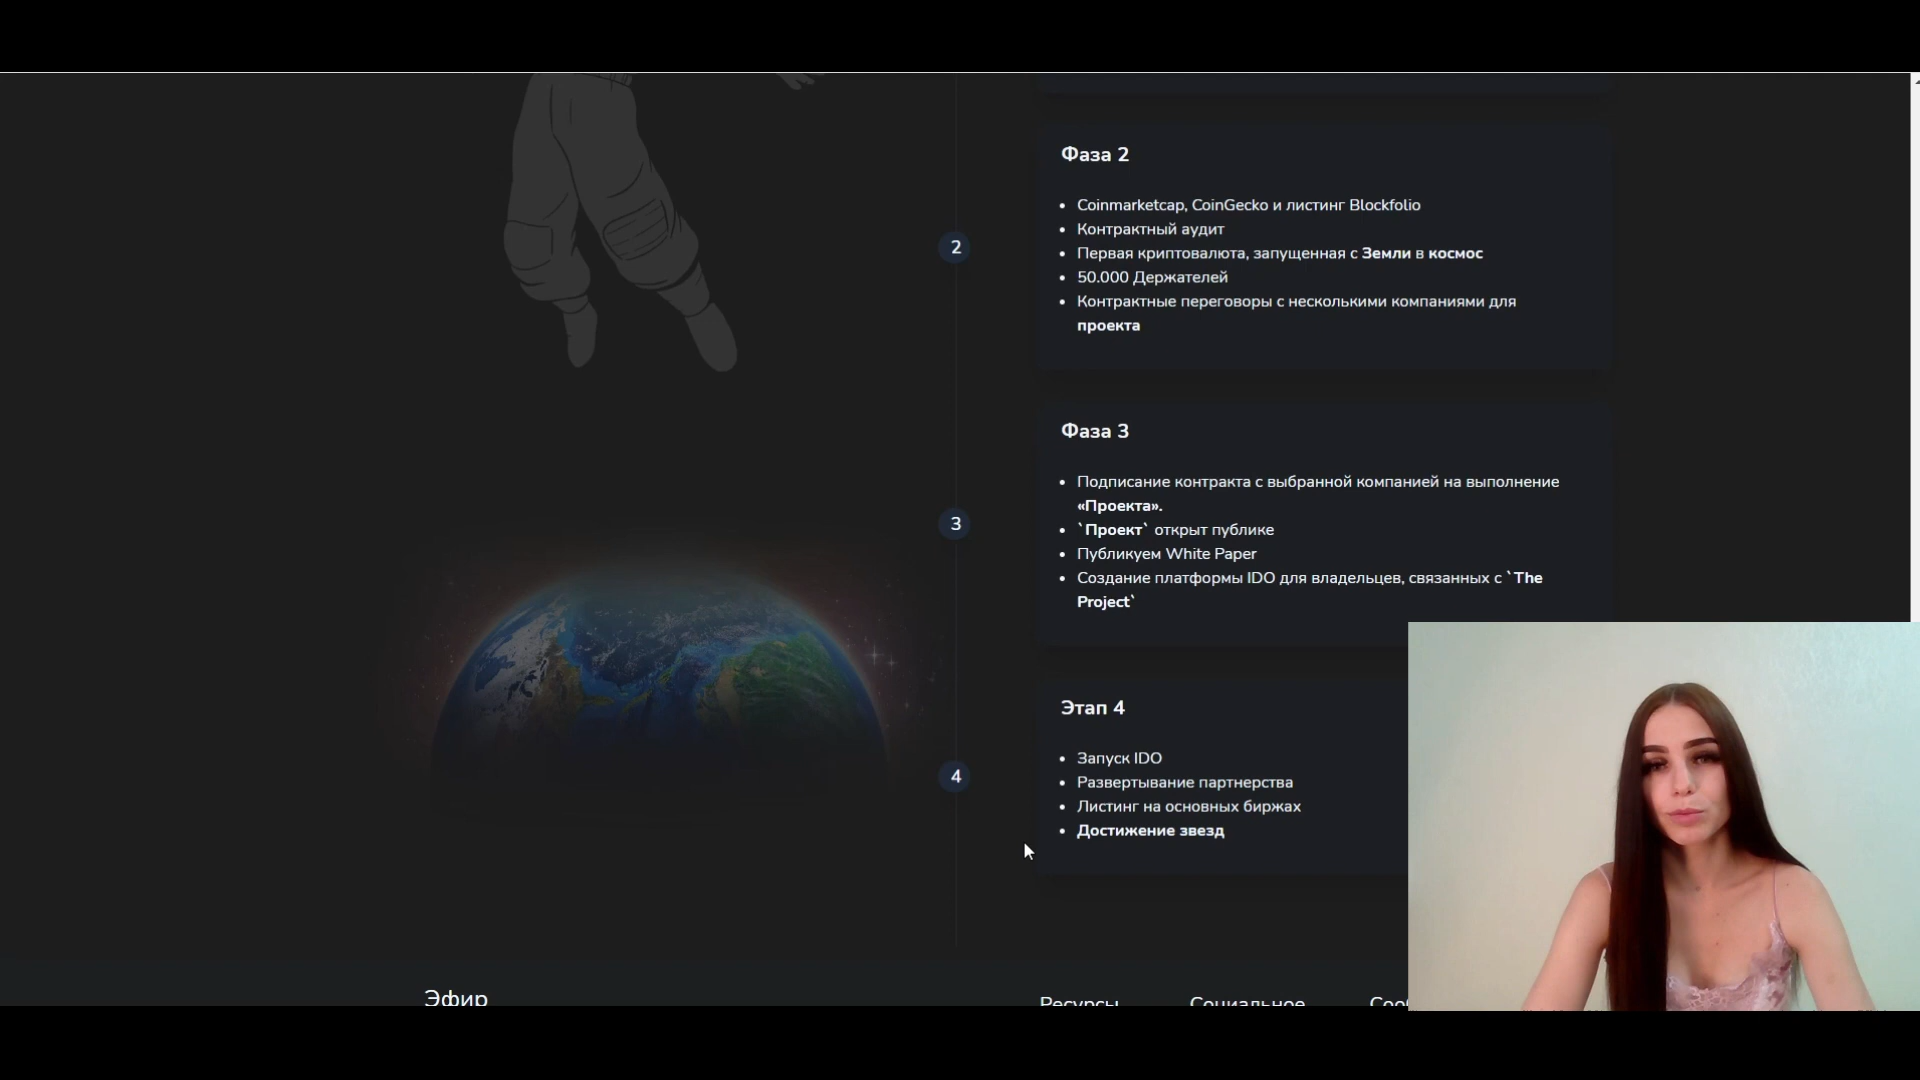 Фаза 2
Coinmarketcap, CoinGecko и листинг Blockfolio
Контрактный аудит
2
Первая криптовалюта, запущенная с Земли в космос
50.000 Держателей
Контрактные переговоры с несколькими компаниями для
проекта
Фаза 3
Подписание контракта с выбранной компанией на выполнение
«Проекта».
3
`Проект` открыт публике
Публикуем White Paper
Создание платформы IDO для владельцев, связанных с `The
Project`
Этап 4
Запуск IDO
4
Развертывание партнерства
Листинг на основных биржах
Достижение звезд
Эфир
Ресурсы
Социальное